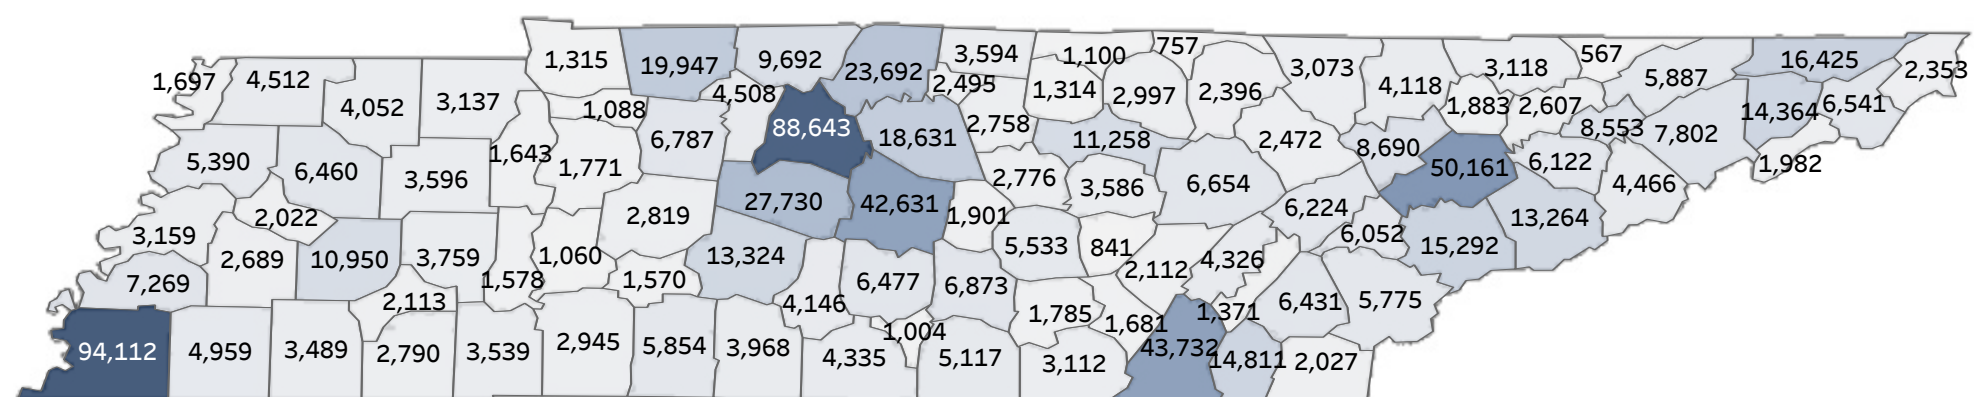 1,315 19,947 9,692 23,692 3,594 1,100 757 3,073 4,118 3,118 567 5,887 16,425 2,353
1,697 4,512 4,052 3,137 1,088 4,508 2,495 1,314 2,997 2,396 1,883 2,607 14,364 6,541
88,643 18,631 2,758 11,258 2,472 8,690 8,553 7,802
5,390 6,460 3,596 1,643 1,771 6,787 50,161 6,122 1,982
2,776 3,586 6,654 4,466
2,022 2,819 27,730 42,631 1,901 6,224 13,264
3,159 2,689 10,950 3,759 1,060 13,324 5,533 841 6,052 15,292
7,269 1,578 1,570 6,477 6,873 2,112 4,326
2,113 4,146 1,785 1,371 6,431 5,775
94,112 4,959 3,489 2,790 3,539 2,945 5,854 3,968 4,335 1,004 5,117 3,112 1,681 43,732 14,811 2,027